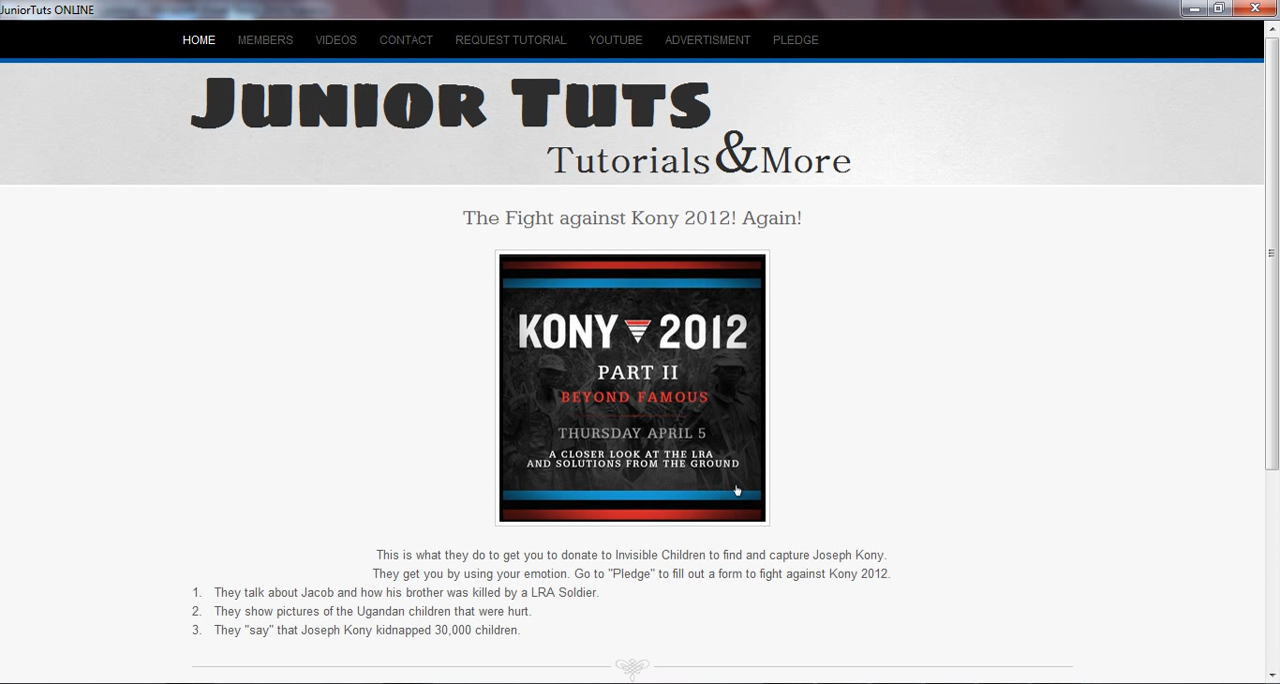 JuniorTuts ONLINE
HOME MEMBERS VIDEOS CONTACT REQUEST TUTORIAL YOUTUBE ADVERTISMENT PLEDGE
JUNIOR TUTS
Tutorials & More
The Fight against Kony 2012! Again!
KONY 2012
PART II
BEYOND FAMOUS
THURSDAY APRIL 5
A CLOSER LOOK AT THE LRA
AND SOLUTIONS FROM THE GROUND
This is what they do to get you to donate to Invisible Children to find and capture Joseph Kony.
They get you by using your emotion. Go to "Pledge" to fill out a form to fight against Kony 2012.
1. They talk about Jacob and how his brother was killed by a LRA Soldier.
2. They show pictures of the Ugandan children that were hurt.
3. They "say" that Joseph Kony kidnapped 30,000 children.